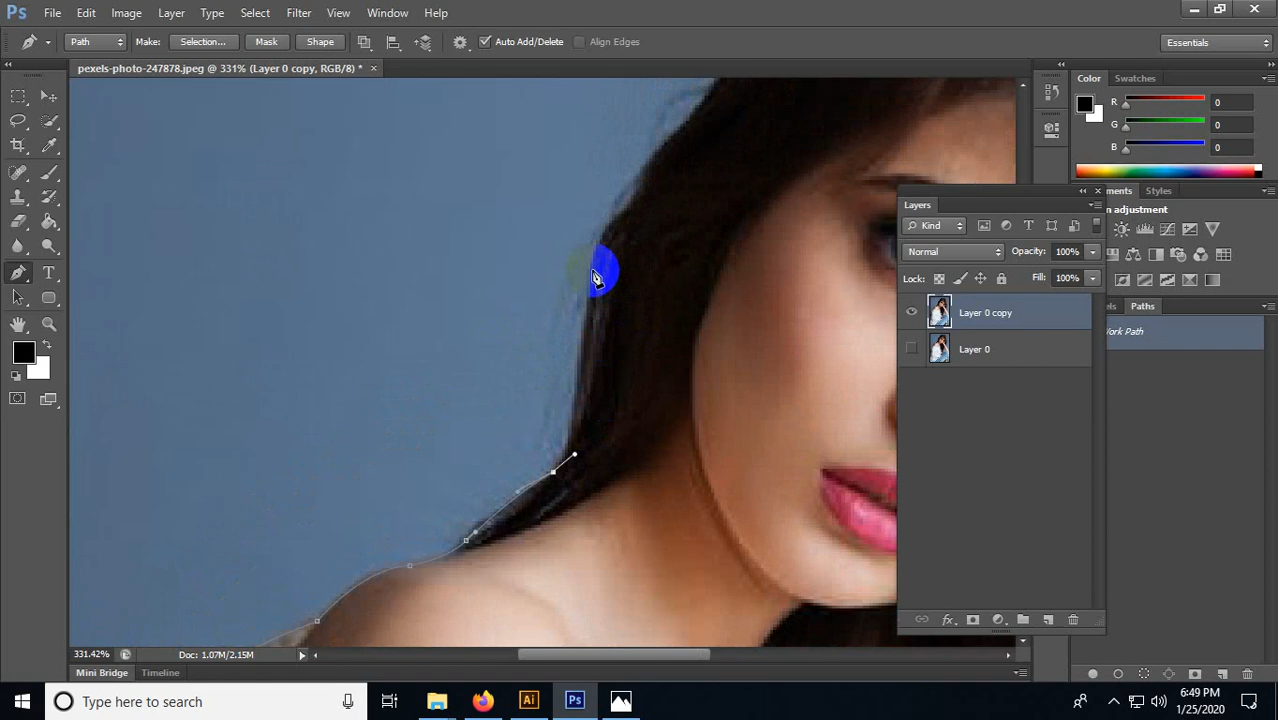 Ps File Edit Image Layer Type Select Filter View Window Help
Path Make: Selection... Mask Shape Auto Add/Delete Align Edges Essentials
pexels-photo-247878.jpeg @ 331% (Layer 0 copy, RGB/8) * ×
Color Swatches
R 0
G 0
B 0
Layers
ments Styles
n adjustment
Kind
Normal Opacity: 100%
Lock: Fill: 100%
Layer 0 copy
Layer 0
els Paths
ork Path
331.42% Doc: 1.07M/2.15M
Mini Bridge Timeline
Type here to search
Ai Ps
6:49 PM
1/25/2020